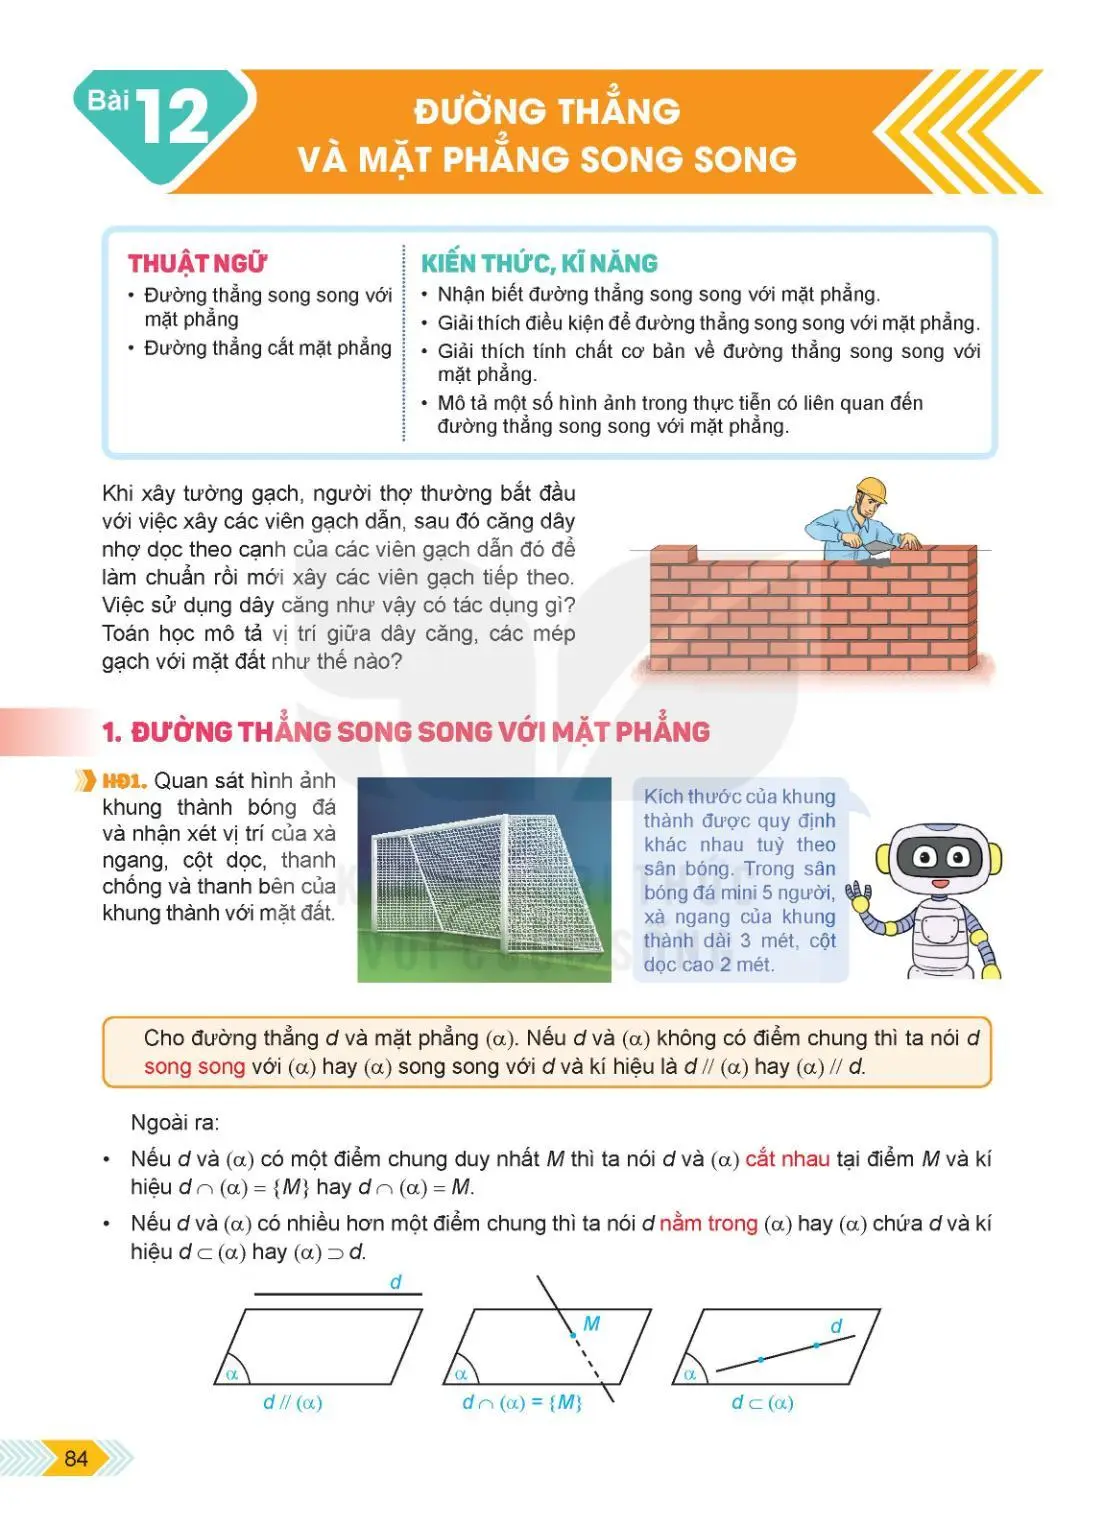 Bài 12
ĐƯỜNG THẲNG
VÀ MẶT PHẲNG SONG SONG
THUẬT NGỮ
• Đường thẳng song song với
mặt phẳng
• Đường thẳng cắt mặt phẳng
KIẾN THỨC, KĨ NĂNG
• Nhận biết đường thẳng song song với mặt phẳng.
• Giải thích điều kiện để đường thẳng song song với mặt phẳng.
• Giải thích tính chất cơ bản về đường thẳng song song với
mặt phẳng.
• Mô tả một số hình ảnh trong thực tiễn có liên quan đến
đường thẳng song song với mặt phẳng.
Khi xây tường gạch, người thợ thường bắt đầu
với việc xây các viên gạch dẫn, sau đó căng dây
nhợ dọc theo cạnh của các viên gạch dẫn đó để
làm chuẩn rồi mới xây các viên gạch tiếp theo.
Việc sử dụng dây căng như vậy có tác dụng gì?
Toán học mô tả vị trí giữa dây căng, các mép
gạch với mặt đất như thế nào?
1. ĐƯỜNG THẲNG SONG SONG VỚI MẶT PHẲNG
HĐ1. Quan sát hình ảnh
khung thành bóng đá
và nhận xét vị trí của xà
ngang, cột dọc, thanh
chống và thanh bên của
khung thành với mặt đất.
Kích thước của khung
thành được quy định
khác nhau tuỳ theo
sân bóng. Trong sân
bóng đá mini 5 người,
xà ngang của khung
thành dài 3 mét, cột
dọc cao 2 mét.
Cho đường thẳng d và mặt phẳng (α). Nếu d và (α) không có điểm chung thì ta nói d
song song với (α) hay (α) song song với d và kí hiệu là d // (α) hay (α) // d.
Ngoài ra:
• Nếu d và (α) có một điểm chung duy nhất M thì ta nói d và (α) cắt nhau tại điểm M và kí
hiệu d ∩ (α) = {M} hay d ∩ (α) = M.
• Nếu d và (α) có nhiều hơn một điểm chung thì ta nói d nằm trong (α) hay (α) chứa d và kí
hiệu d ⊂ (α) hay (α) ⊃ d.
d
α
d // (α)
M
α
d ∩ (α) = {M}
d
α
d ⊂ (α)
84